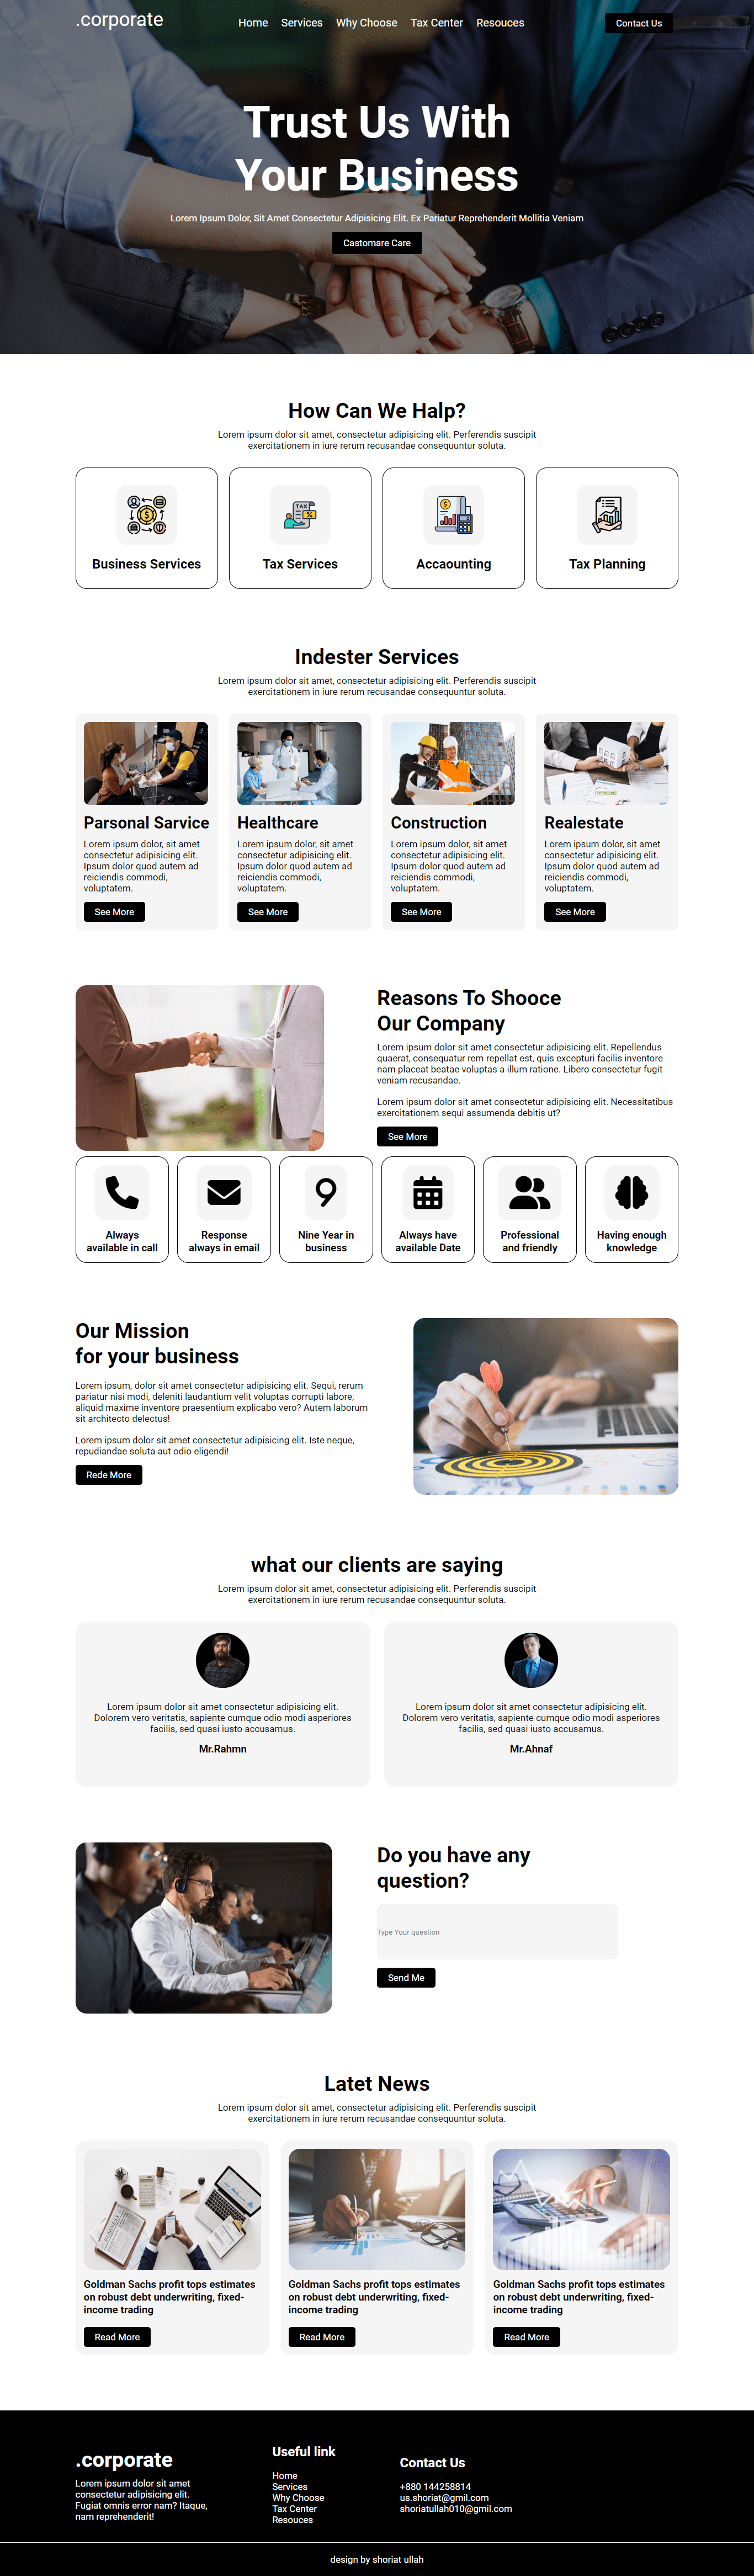 .corporate
Home Services Why Choose Tax Center Resouces
Contact Us
Trust Us With
Your Business
Lorem Ipsum Dolor, Sit Amet Consectetur Adipisicing Elit. Ex Pariatur Reprehenderit Mollitia Veniam
Castomare Care
How Can We Halp?
Lorem ipsum dolor sit amet, consectetur adipisicing elit. Perferendis suscipit
exercitationem in iure rerum recusandae consequuntur soluta.
Business Services
TAX
Tax Services
Accaounting
Tax Planning
Indester Services
Lorem ipsum dolor sit amet, consectetur adipisicing elit. Perferendis suscipit
exercitationem in iure rerum recusandae consequuntur soluta.
Parsonal Sarvice
Lorem ipsum dolor, sit amet
consectetur adipisicing elit.
Ipsum dolor quod autem ad
reiciendis commodi,
voluptatem.
See More
Healthcare
Lorem ipsum dolor, sit amet
consectetur adipisicing elit.
Ipsum dolor quod autem ad
reiciendis commodi,
voluptatem.
See More
Construction
Lorem ipsum dolor, sit amet
consectetur adipisicing elit.
Ipsum dolor quod autem ad
reiciendis commodi,
voluptatem.
See More
Realestate
Lorem ipsum dolor, sit amet
consectetur adipisicing elit.
Ipsum dolor quod autem ad
reiciendis commodi,
voluptatem.
See More
Reasons To Shooce
Our Company
Lorem ipsum dolor sit amet consectetur adipisicing elit. Repellendus
quaerat, consequatur rem repellat est, quis excepturi facilis inventore
nam placeat beatae voluptas a illum ratione. Libero consectetur fugit
veniam recusandae.
Lorem ipsum dolor sit amet consectetur adipisicing elit. Necessitatibus
exercitationem sequi assumenda debitis ut?
See More
Always
available in call
Response
always in email
9
Nine Year in
business
Always have
available Date
Professional
and friendly
Having enough
knowledge
Our Mission
for your business
Lorem ipsum, dolor sit amet consectetur adipisicing elit. Sequi, rerum
pariatur nisi modi, deleniti laudantium velit voluptas corrupti labore,
aliquid maxime inventore praesentium explicabo vero? Autem laborum
sit architecto delectus!
Lorem ipsum dolor sit amet consectetur adipisicing elit. Iste neque,
repudiandae soluta aut odio eligendi!
Rede More
what our clients are saying
Lorem ipsum dolor sit amet, consectetur adipisicing elit. Perferendis suscipit
exercitationem in iure rerum recusandae consequuntur soluta.
Lorem ipsum dolor sit amet consectetur adipisicing elit.
Dolorem vero veritatis, sapiente cumque odio modi asperiores
facilis, sed quasi iusto accusamus.
Mr.Rahmn
Lorem ipsum dolor sit amet consectetur adipisicing elit.
Dolorem vero veritatis, sapiente cumque odio modi asperiores
facilis, sed quasi iusto accusamus.
Mr.Ahnaf
Do you have any
question?
Type Your question
Send Me
Latet News
Lorem ipsum dolor sit amet, consectetur adipisicing elit. Perferendis suscipit
exercitationem in iure rerum recusandae consequuntur soluta.
Goldman Sachs profit tops estimates
on robust debt underwriting, fixed-
income trading
Read More
Goldman Sachs profit tops estimates
on robust debt underwriting, fixed-
income trading
Read More
Goldman Sachs profit tops estimates
on robust debt underwriting, fixed-
income trading
Read More
.corporate
Lorem ipsum dolor sit amet
consectetur adipisicing elit.
Fugiat omnis error nam? Itaque,
nam reprehenderit!
Useful link
Home
Services
Why Choose
Tax Center
Resouces
Contact Us
+880 144258814
us.shoriat@gmil.com
shoriatullah010@gmil.com
design by shoriat ullah